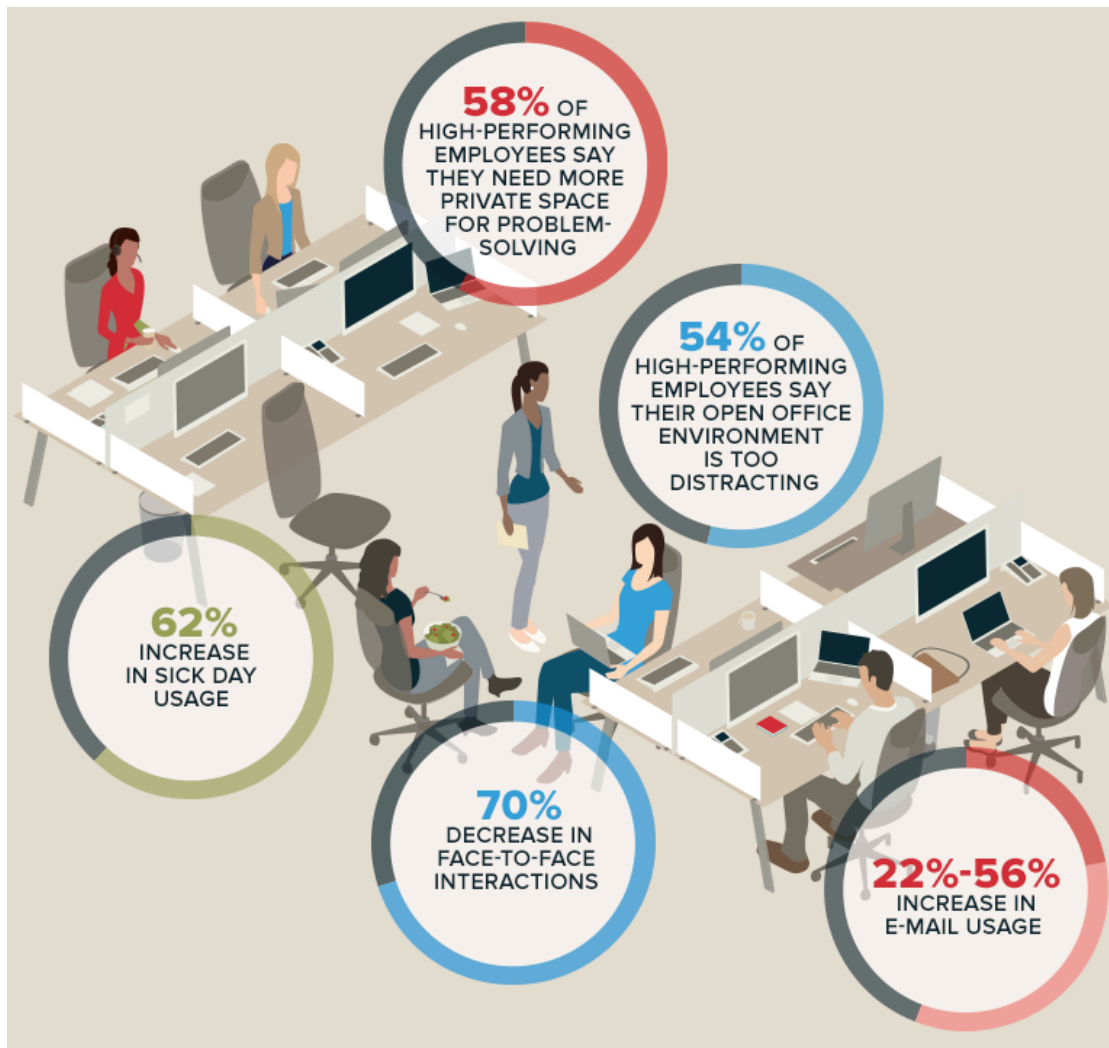 58% OF
HIGH-PERFORMING
EMPLOYEES SAY
THEY NEED MORE
PRIVATE SPACE
FOR PROBLEM-
SOLVING
54% OF
HIGH-PERFORMING
EMPLOYEES SAY
THEIR OPEN OFFICE
ENVIRONMENT
IS TOO
DISTRACTING
62%
INCREASE
IN SICK DAY
USAGE
70%
DECREASE IN
FACE-TO-FACE
INTERACTIONS
22%-56%
INCREASE IN
E-MAIL USAGE